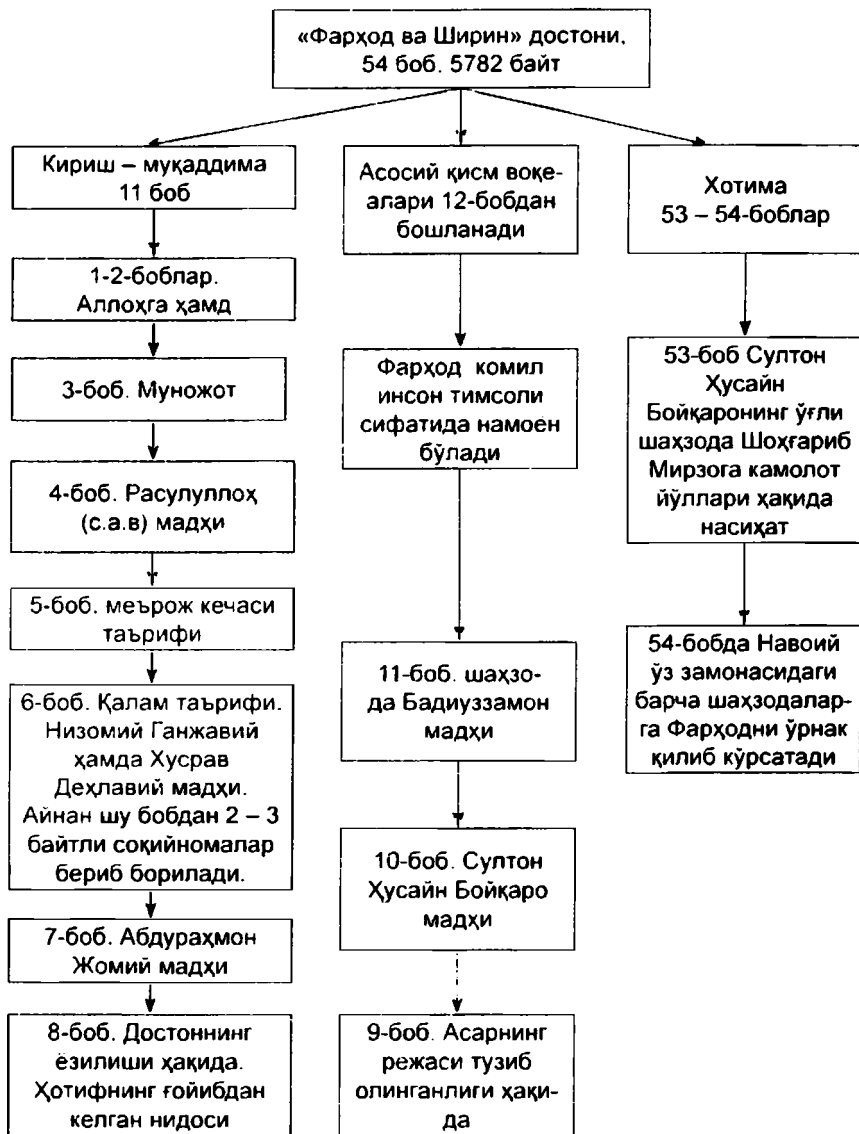 «Фарҳод ва Ширин» достони,
54 боб. 5782 байт
Кириш – муқаддима
11 боб
1-2-боблар.
Аллоҳга ҳамд
3-боб. Муножот
4-боб. Расулуллоҳ
(с.а.в) мадҳи
5-боб. меърож кечаси
таърифи
6-боб. Қалам таърифи.
Низомий Ганжавий
ҳамда Хусрав
Деҳлавий мадҳи.
Айнан шу бобдан 2 – 3
байтли соқийномалар
бериб борилади.
7-боб. Абдураҳмон
Жомий мадҳи
8-боб. Достоннинг
ёзилиши ҳақида.
Ҳотифнинг ғойибдан
келган нидоси
Асосий қисм воқе-
алари 12-бобдан
бошланади
Фарҳод комил
инсон тимсоли
сифатида намоен
бўлади
11-боб. шаҳзо-
да Бадиуззамон
мадҳи
10-боб. Султон
Ҳусайн Бойқаро
мадҳи
9-боб. Асарнинг
режаси тузиб
олинганлиги ҳақи-
да
Хотима
53 – 54-боблар
53-боб Султон
Ҳусайн
Бойқаронинг ўғли
шаҳзода Шоҳғариб
Мирзога камолот
йўллари ҳақида
насиҳат
54-бобда Навоий
ўз замонасидаги
барча шаҳзодалар-
га Фарҳодни ўрнак
қилиб кўрсатади